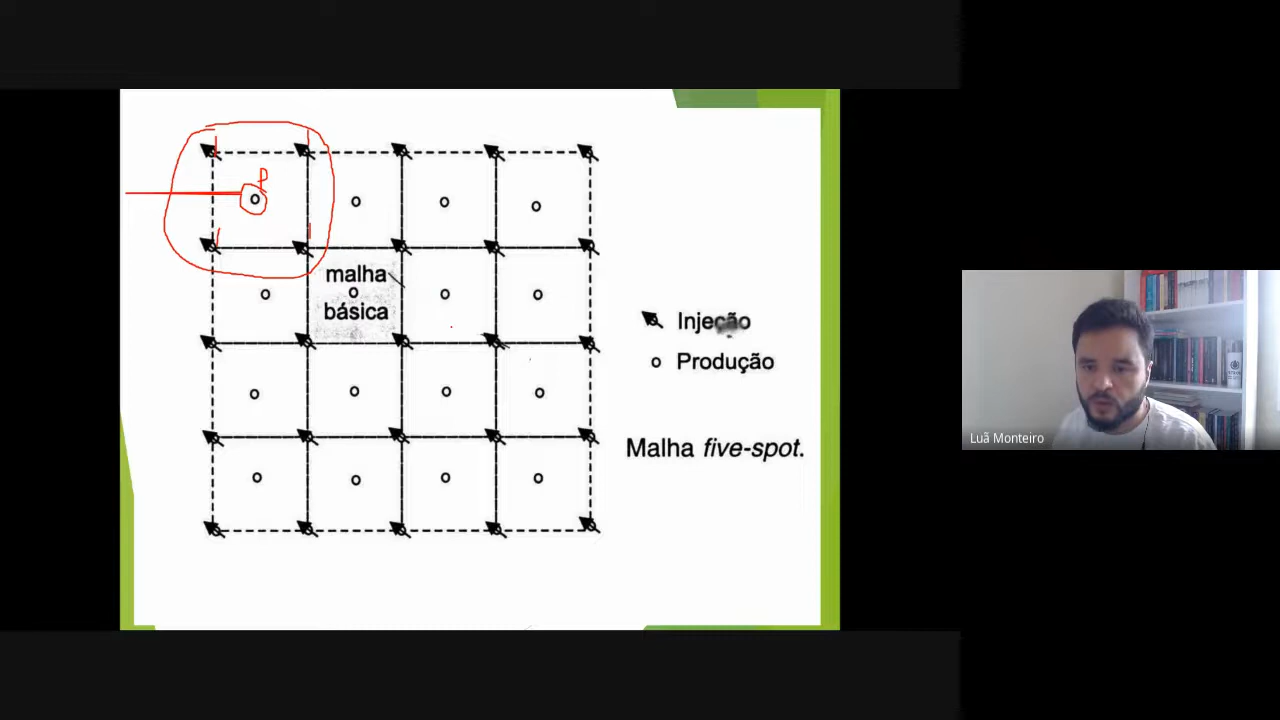 P
malha
básica
Injeção
Produção
Malha five-spot.
Luã Monteiro